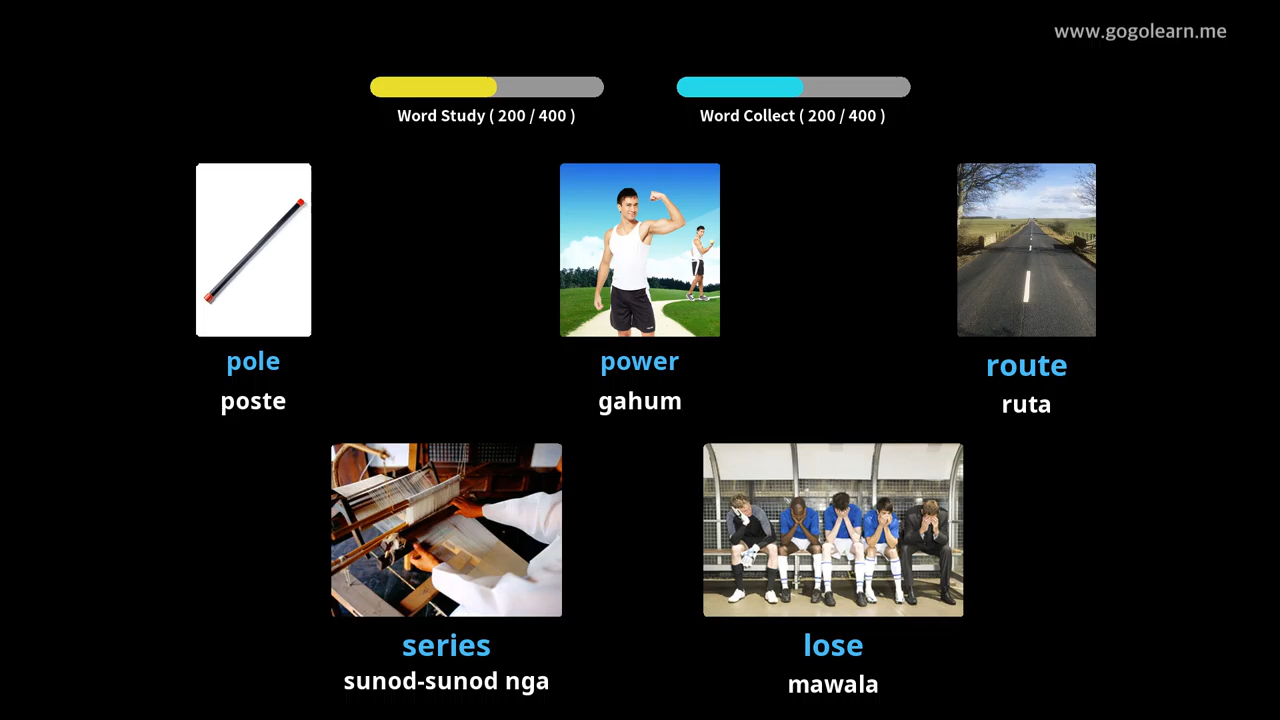 www.gogolearn.me
Word Study ( 200 / 400 )
Word Collect ( 200 / 400 )
pole
poste
power
gahum
route
ruta
series
sunod-sunod nga
lose
mawala